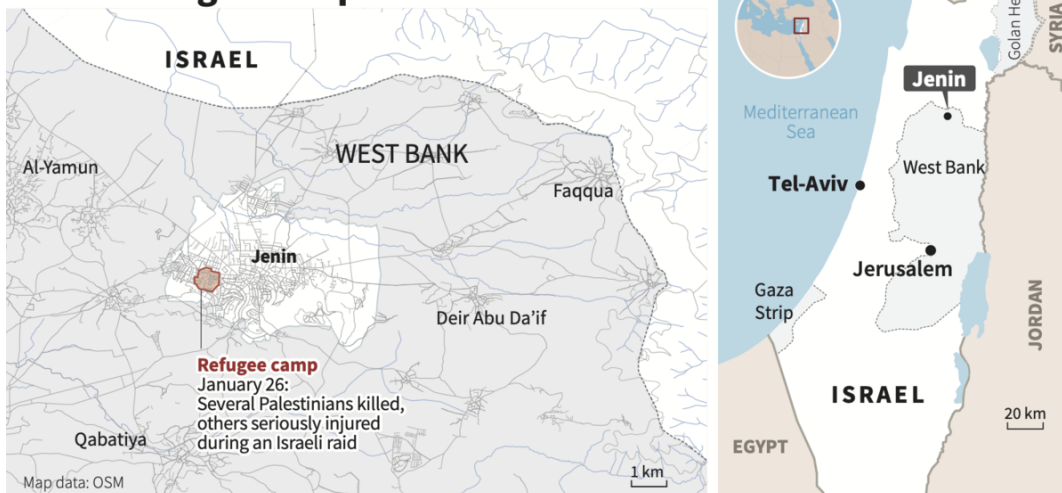 ISRAEL
WEST BANK
Al-Yamun
Faqqua
Jenin
Deir Abu Da’if
Refugee camp
January 26:
Several Palestinians killed,
others seriously injured
during an Israeli raid
Qabatiya
1 km
Map data: OSM
SYRIA
Jenin
Mediterranean
Sea
West Bank
Tel-Aviv
Jerusalem
Gaza
Strip
JORDAN
ISRAEL
20 km
EGYPT
Golan He